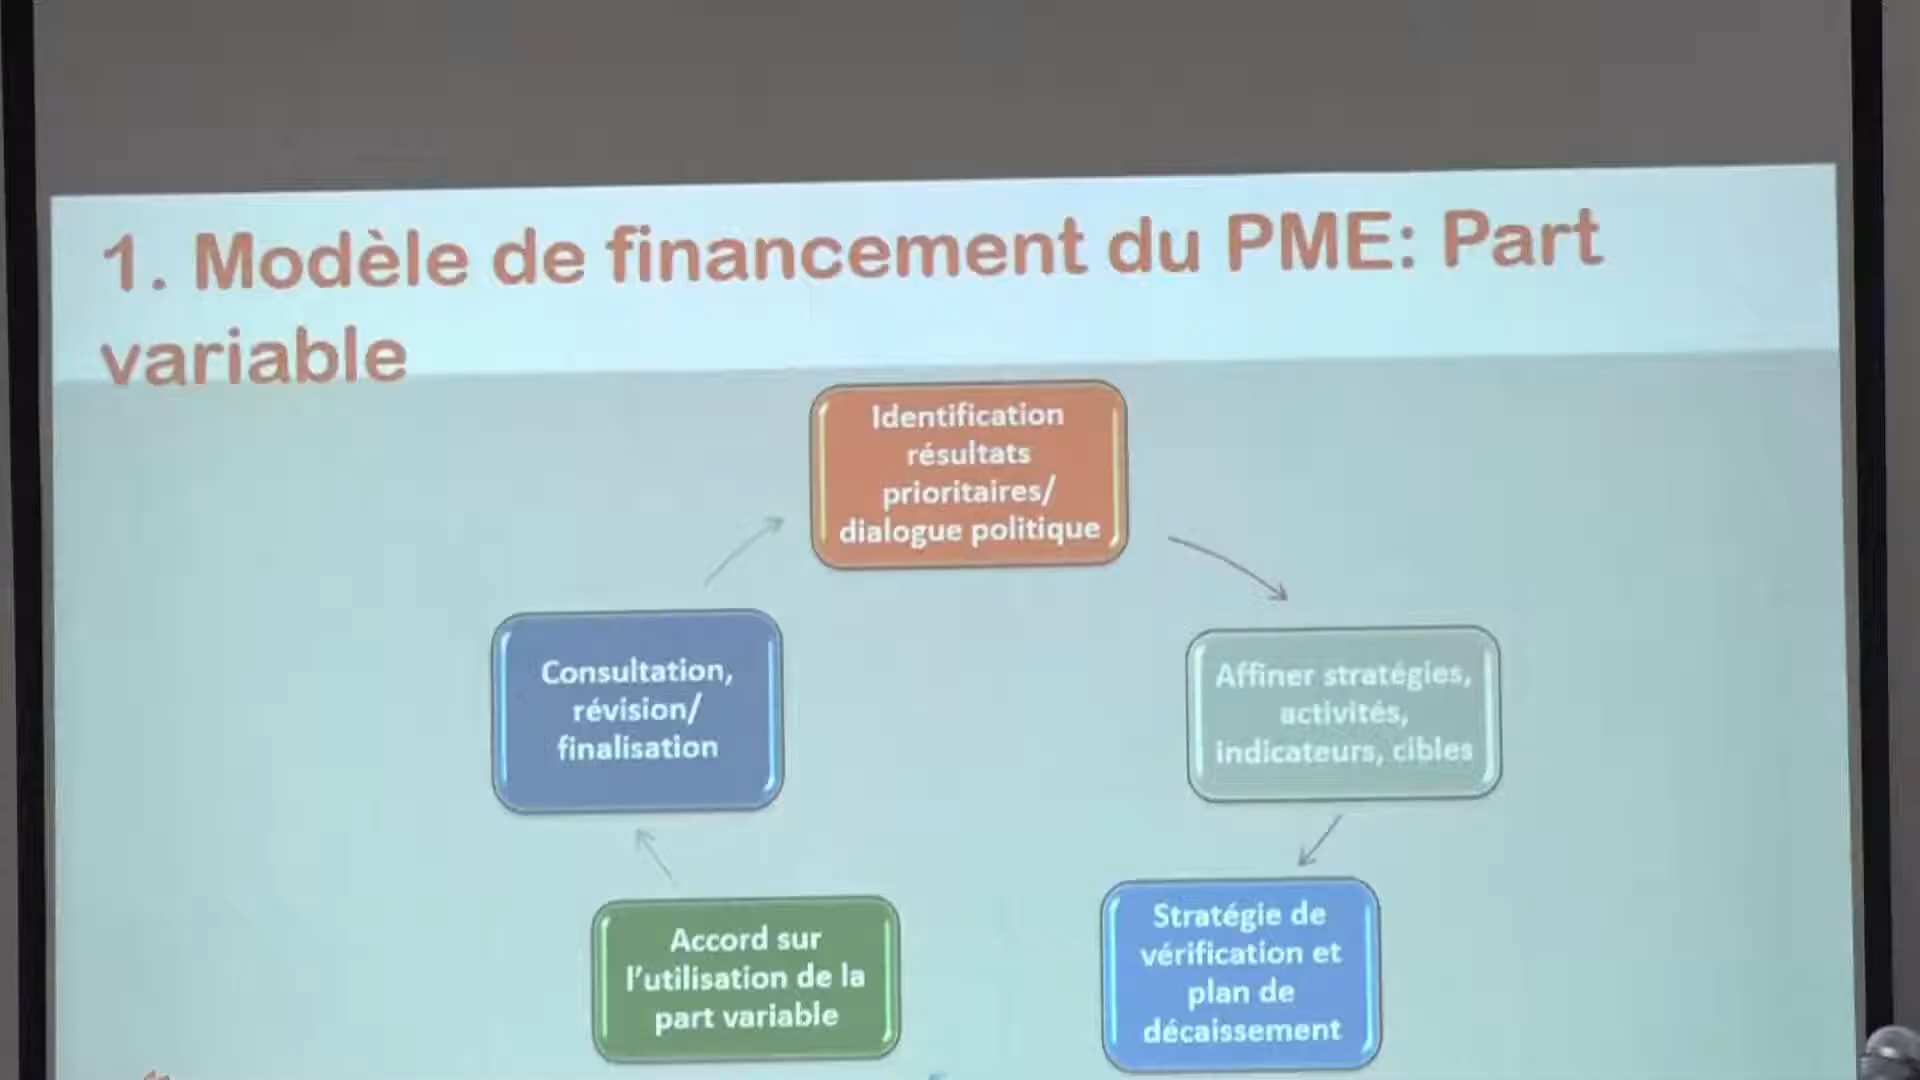 1. Modèle de financement du PME: Part
variable
Identification
résultats
prioritaires/
dialogue politique
Affiner stratégies,
activités,
indicateurs, cibles
Stratégie de
vérification et
plan de
décaissement
Accord sur
l'utilisation de la
part variable
Consultation,
révision/
finalisation